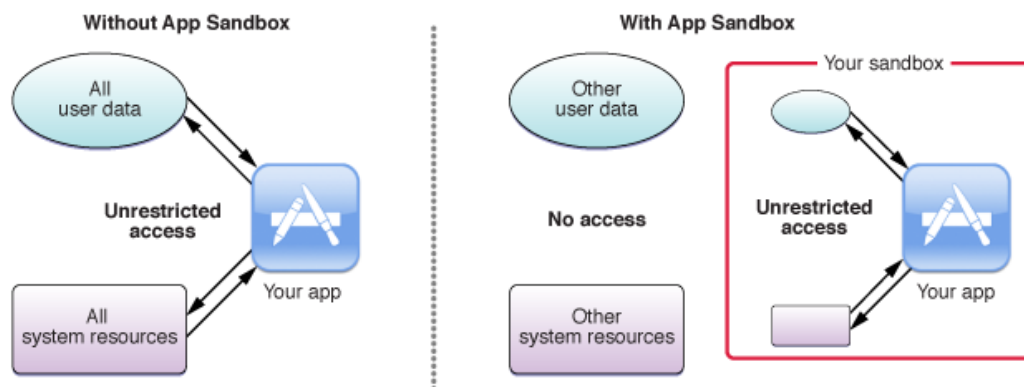 Without App Sandbox
All
user data
Unrestricted
access
Your app
All
system resources
With App Sandbox
Other
user data
No access
Other
system resources
Your sandbox
Unrestricted
access
Your app